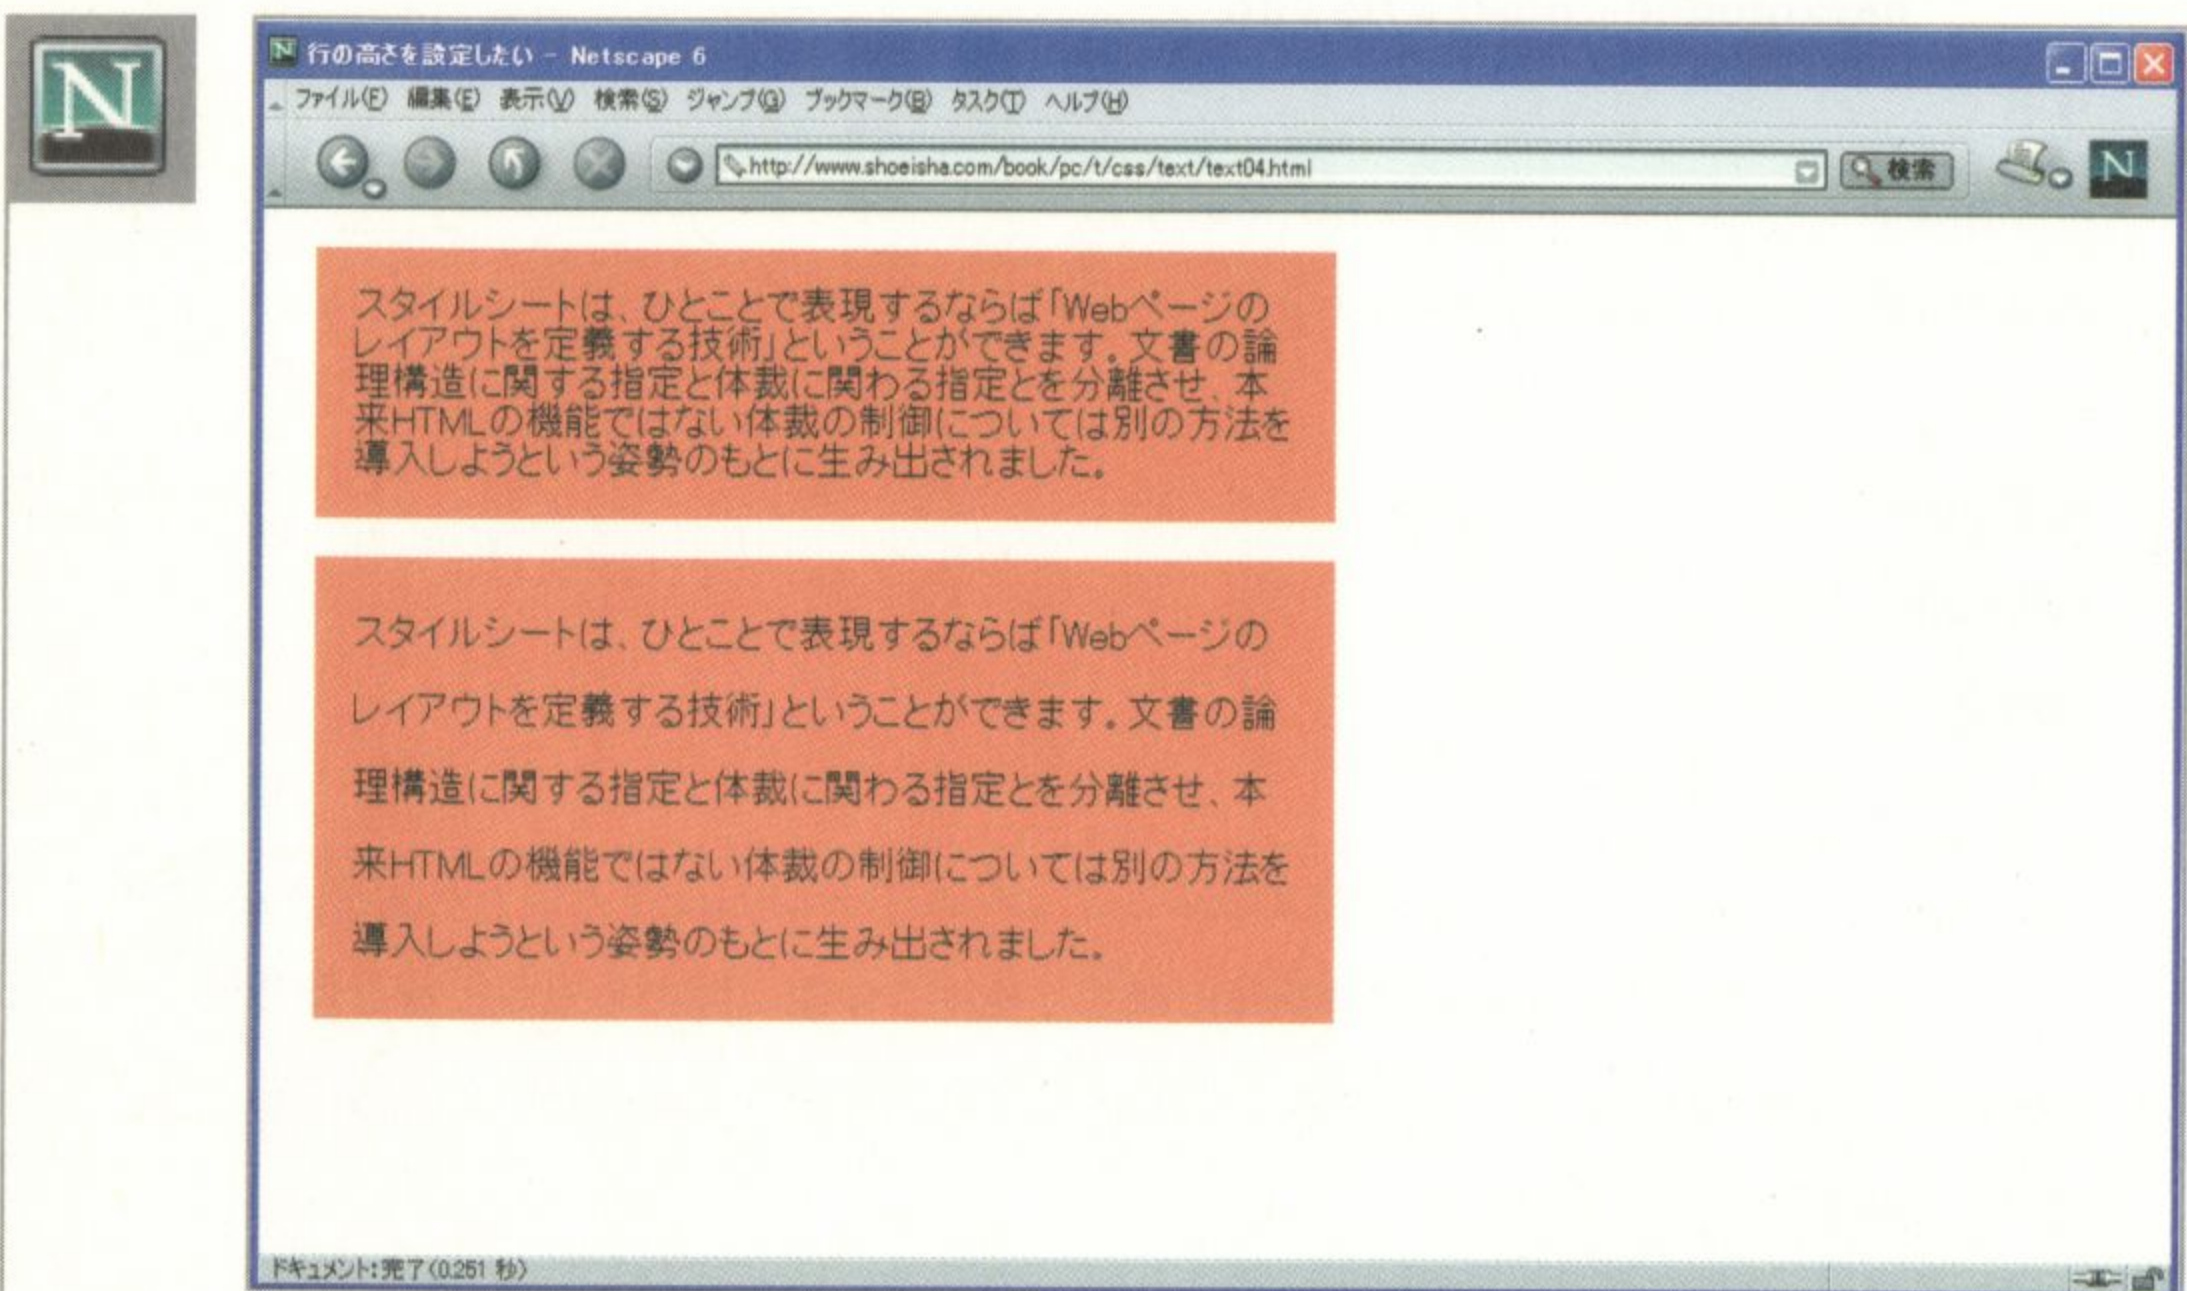 N
行の高さを設定したい - Netscape 6
ファイル(F) 編集(E) 表示(V) 検索(S) ジャンプ(G) ブックマーク(B) タスク(T) ヘルプ(H)
http://www.shoeisha.com/book/pc/t/css/text/text04.html
検索
N
スタイルシートは、ひとことで表現するならば「Webページの
レイアウトを定義する技術」ということができます。文書の論
理構造に関する指定と体裁に関わる指定とを分離させ、本
来HTMLの機能ではない体裁の制御については別の方法を
導入しようという姿勢のもとに生み出されました。
スタイルシートは、ひとことで表現するならば「Webページの
レイアウトを定義する技術」ということができます。文書の論
理構造に関する指定と体裁に関わる指定とを分離させ、本
来HTMLの機能ではない体裁の制御については別の方法を
導入しようという姿勢のもとに生み出されました。
ドキュメント:完了(0.251 秒)